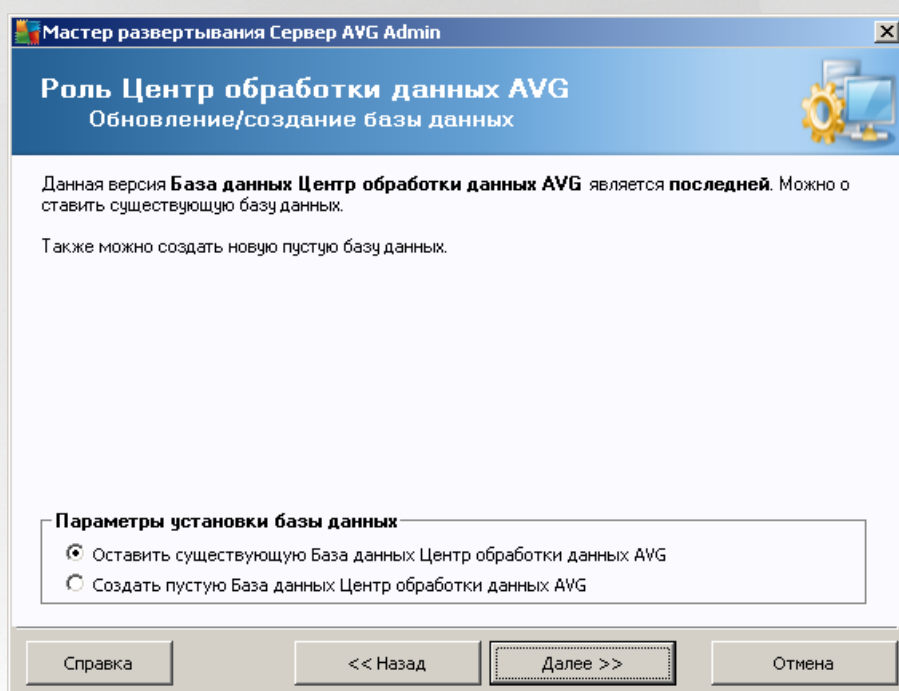 Мастер развертывания Сервер AVG Admin
Роль Центр обработки данных AVG
Обновление/создание базы данных
Данная версия База данных Центр обработки данных AVG является последней. Можно о
ставить существующую базу данных.
Также можно создать новую пустую базу данных.
Параметры установки базы данных
Оставить существующую База данных Центр обработки данных AVG
Создать пустую База данных Центр обработки данных AVG
Справка
<< Назад
Далее >>
Отмена